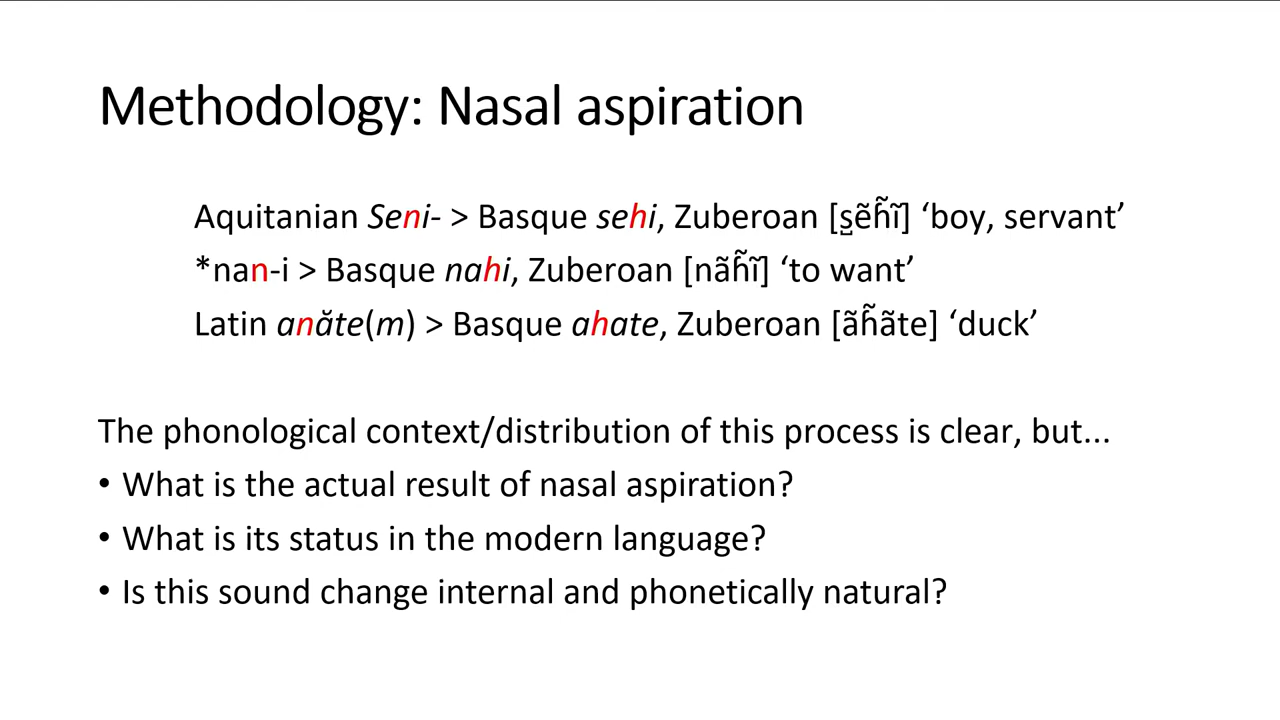 Methodology: Nasal aspiration
Aquitanian Seni- > Basque sehi, Zuberoan [s̺ẽɦ̃ĩ] ‘boy, servant’
*nan-i > Basque nahi, Zuberoan [nãɦ̃ĩ] ‘to want’
Latin anăte(m) > Basque ahate, Zuberoan [ãɦ̃ãte] ‘duck’
The phonological context/distribution of this process is clear, but...
• What is the actual result of nasal aspiration?
• What is its status in the modern language?
• Is this sound change internal and phonetically natural?